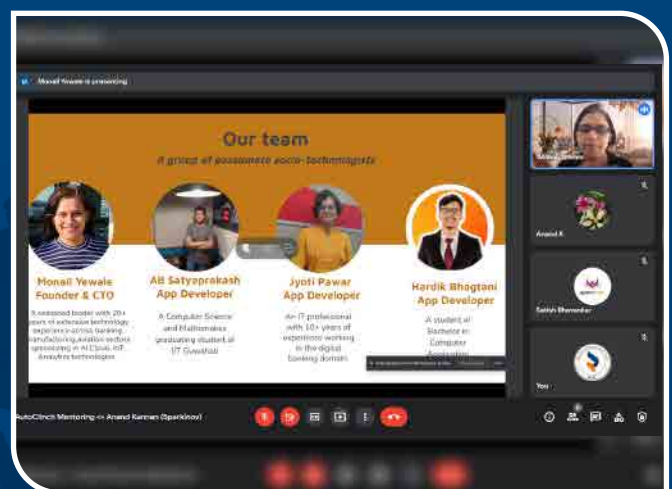 Monali Yewale is presenting
Our team
A group of passionate socio-technologists
Monali Yewale
Founder & CTO
A seasoned leader with 20+
years of extensive technology
experience across banking,
manufacturing, aviation sectors
specializing in AI, Cloud, IoT,
Analytics technologies
AB Satyaprakash
App Developer
A Computer Science
and Mathematics
graduating student of
IIT Guwahati
Jyoti Pawar
App Developer
An IT professional
with 10+ years of
experience working
in the digital
banking domain
Hardik Bhagtani
App Developer
A student of
Bachelor in
Computer
Application
Anand K
You
AutoClinch Mentoring <> Anand Kannan (Sparkinov)